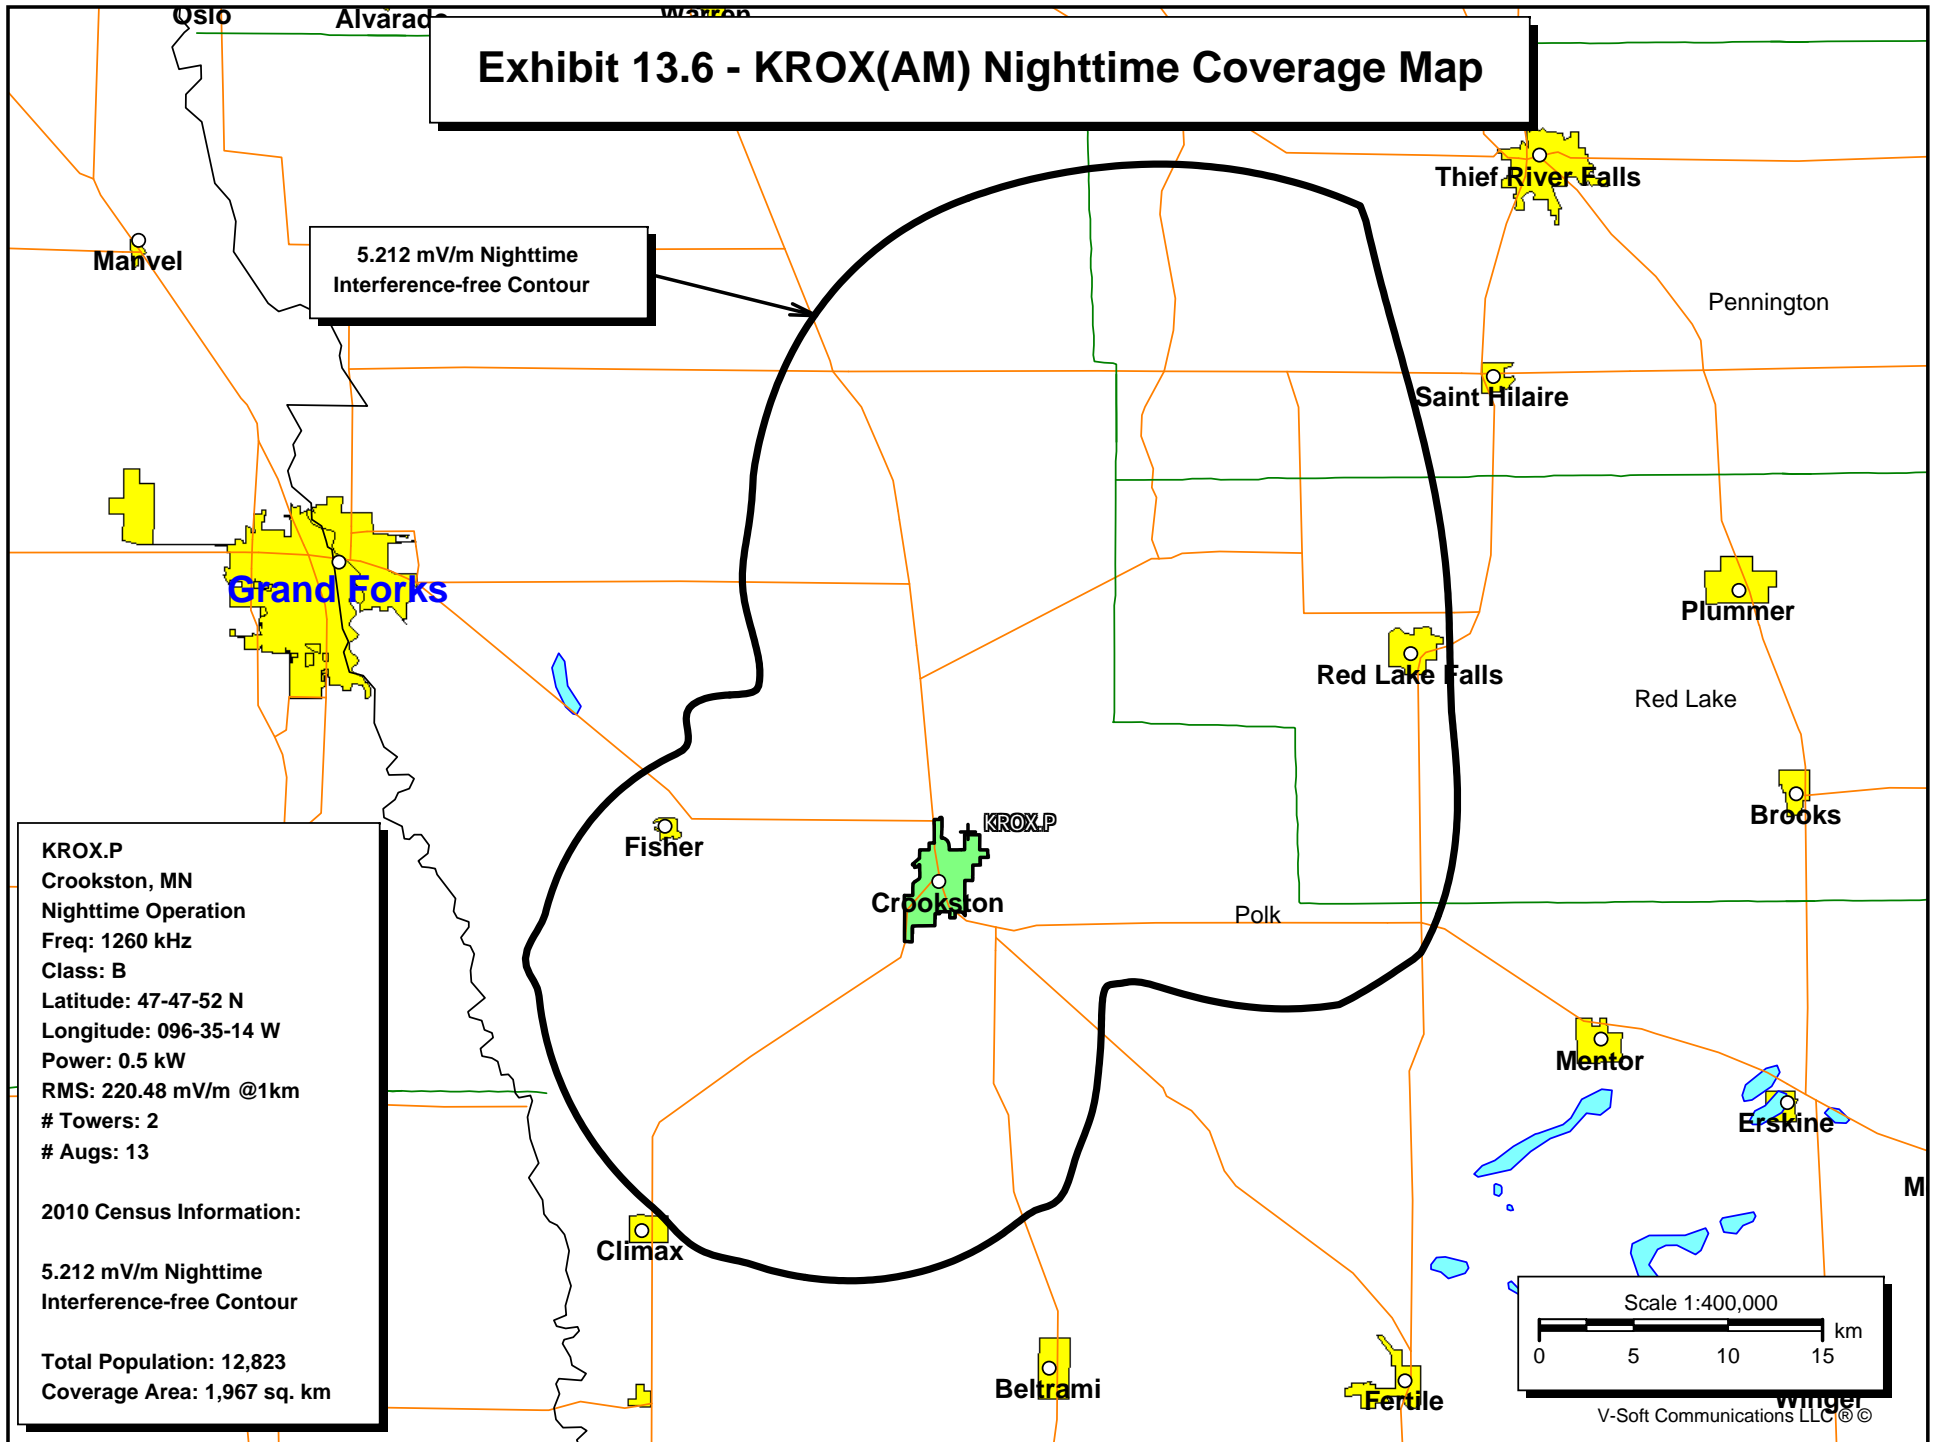 Oslo
Alvarado
Warren
Exhibit 13.6 - KROX(AM) Nighttime Coverage Map
Thief River Falls
Manvel
5.212 mV/m Nighttime
Interference-free Contour
Pennington
Saint Hilaire
Grand Forks
Plummer
Red Lake Falls
Red Lake
Brooks
KROX.P
Fisher
Crookston
Polk
KROX.P
Crookston, MN
Nighttime Operation
Freq: 1260 kHz
Class: B
Latitude: 47-47-52 N
Longitude: 096-35-14 W
Power: 0.5 kW
RMS: 220.48 mV/m @1km
# Towers: 2
# Augs: 13
2010 Census Information:
5.212 mV/m Nighttime
Interference-free Contour
Total Population: 12,823
Coverage Area: 1,967 sq. km
Mentor
Erskine
M
Climax
Beltrami
Fertile
Scale 1:400,000
km
0 5 10 15
Winger
V-Soft Communications LLC ® ©